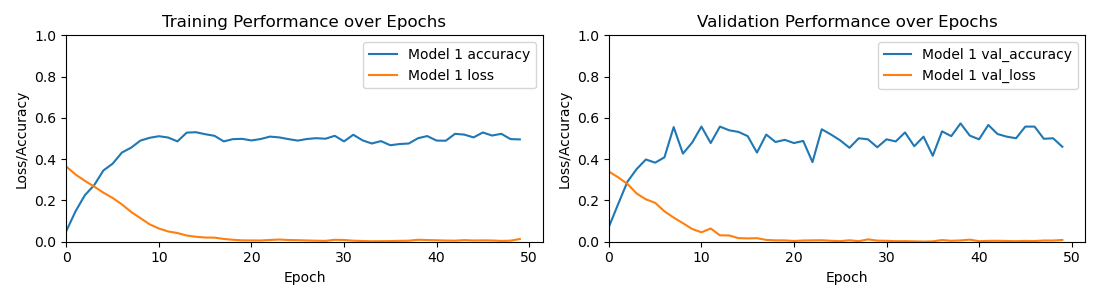 Training Performance over Epochs
Loss/Accuracy
1.0
0.8
0.6
0.4
0.2
0.0
Model 1 accuracy
Model 1 loss
0 10 20 30 40 50
Epoch
Validation Performance over Epochs
Loss/Accuracy
1.0
0.8
0.6
0.4
0.2
0.0
Model 1 val_accuracy
Model 1 val_loss
0 10 20 30 40 50
Epoch